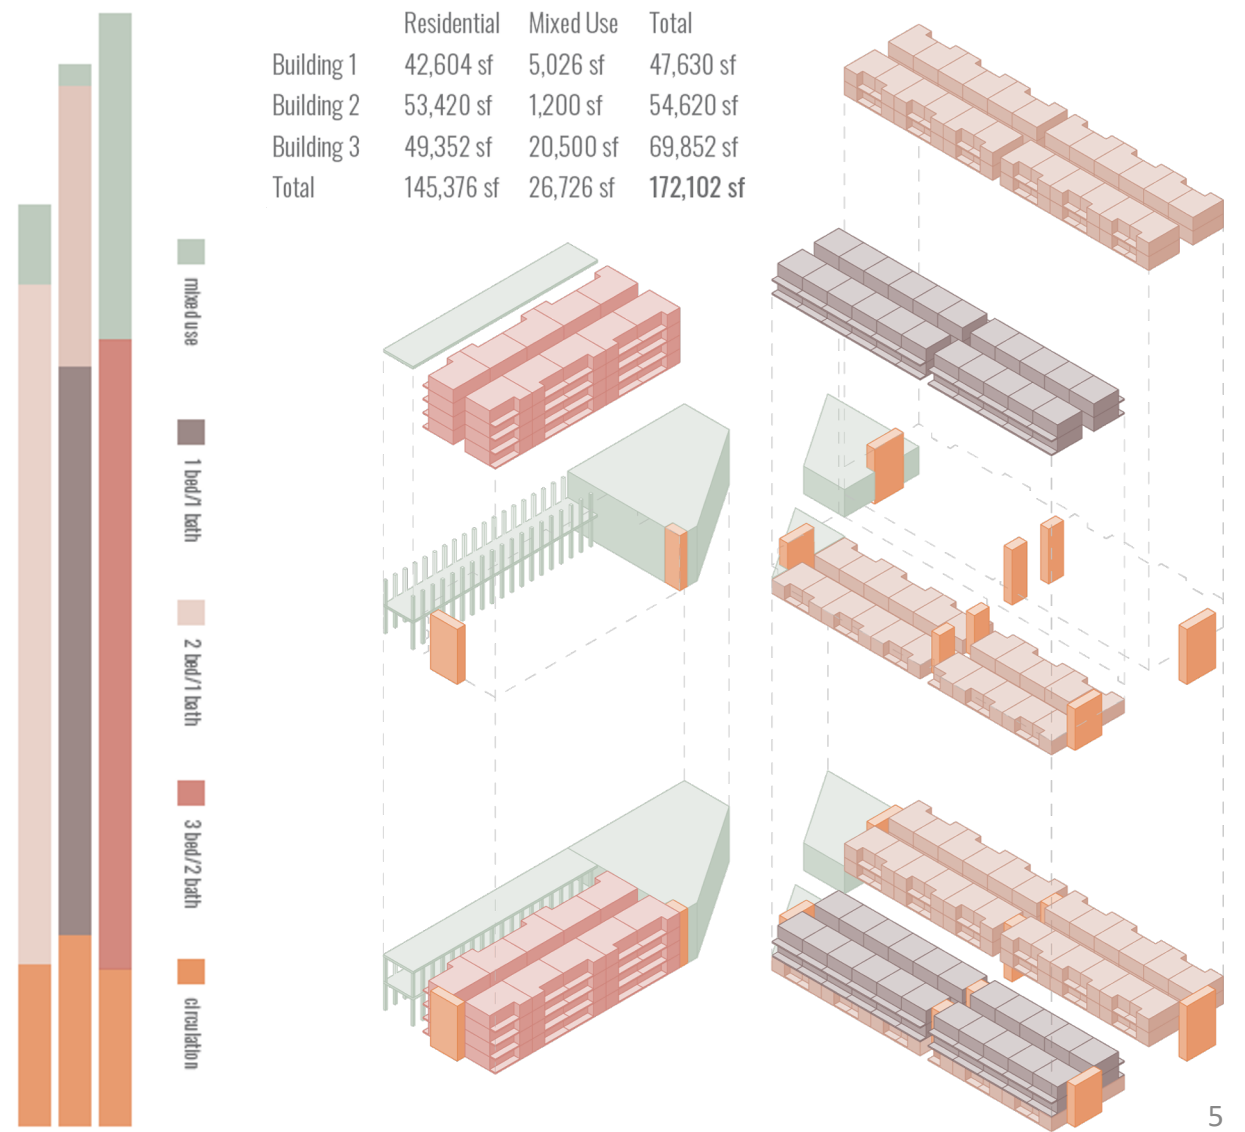 Residential Mixed Use Total
Building 1 42,604 sf 5,026 sf 47,630 sf
Building 2 53,420 sf 1,200 sf 54,620 sf
Building 3 49,352 sf 20,500 sf 69,852 sf
Total 145,376 sf 26,726 sf 172,102 sf
mixed use
1 bed/1 bath
2 bed/1 bath
3 bed/2 bath
circulation
5